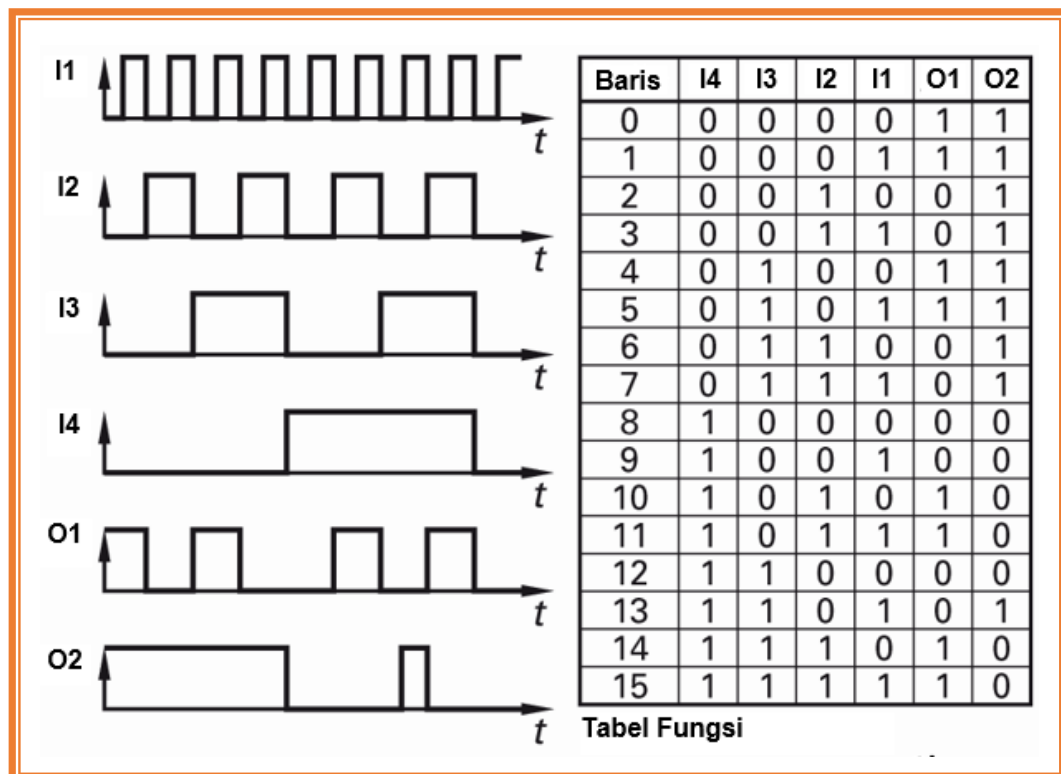 I1
t
I2
t
I3
t
I4
t
O1
t
O2
t
Baris I4 I3 I2 I1 O1 O2
0 0 0 0 0 1 1
1 0 0 0 1 1 1
2 0 0 1 0 0 1
3 0 0 1 1 0 1
4 0 1 0 0 1 1
5 0 1 0 1 1 1
6 0 1 1 0 0 1
7 0 1 1 1 0 1
8 1 0 0 0 0 0
9 1 0 0 1 0 0
10 1 0 1 0 1 0
11 1 0 1 1 1 0
12 1 1 0 0 0 0
13 1 1 0 1 0 1
14 1 1 1 0 1 0
15 1 1 1 1 1 0
Tabel Fungsi